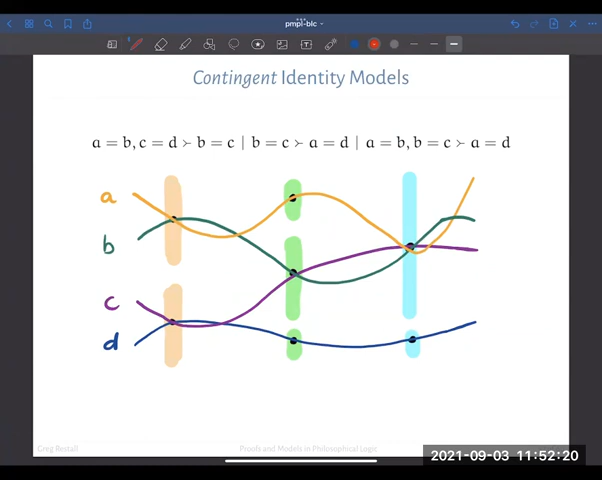 pmpl-blc
Contingent Identity Models
a = b, c = d ≻ b = c | b = c ≻ a = d | a = b, b = c ≻ a = d
a
b
c
d
Greg Restall Proofs and Models in Philosophical Logic
2021-09-03 11:52:20